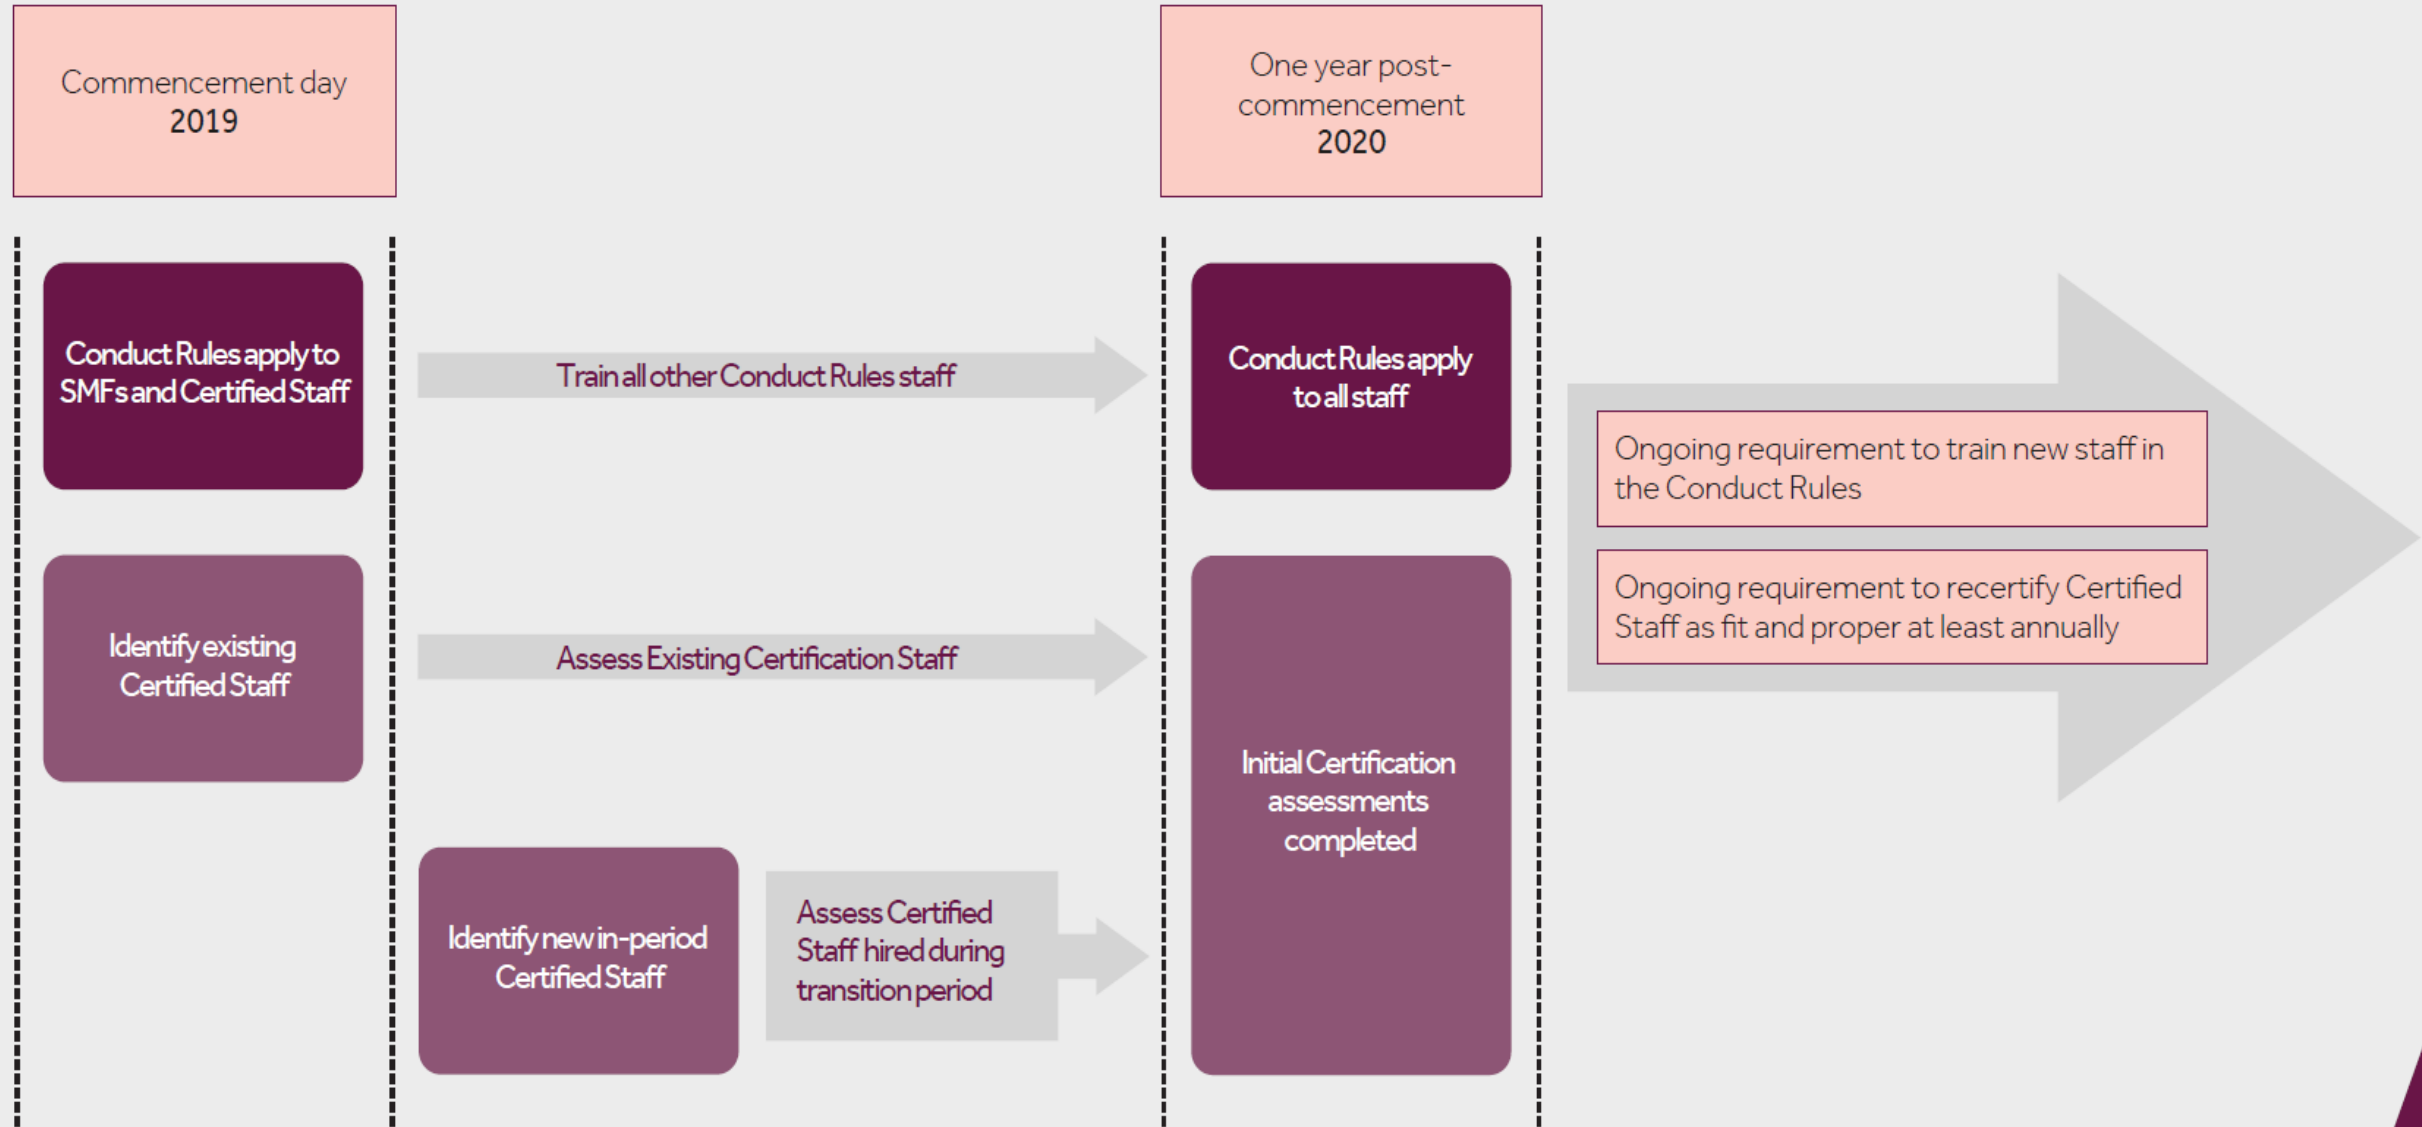 Commencement day
2019
One year post-
commencement
2020
Conduct Rules apply to
SMFs and Certified Staff
Train all other Conduct Rules staff
Conduct Rules apply
to all staff
Ongoing requirement to train new staff in
the Conduct Rules
Ongoing requirement to recertify Certified
Staff as fit and proper at least annually
Identify existing
Certified Staff
Assess Existing Certification Staff
Initial Certification
assessments
completed
Identify new in-period
Certified Staff
Assess Certified
Staff hired during
transition period